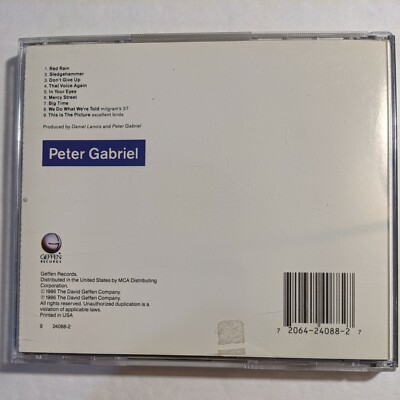 1. Red Rain
2. Sledgehammer
3. Don't Give Up
4. That Voice Again
5. In Your Eyes
6. Mercy Street
7. Big Time
8. We Do What We're Told milgram's 37
9. This Is The Picture excellent birds
Produced by Daniel Lanois and Peter Gabriel
Peter Gabriel
GEFFEN
RECORDS
Geffen Records.
Distributed in the United States by MCA Distributing
Corporation.
©1986 The David Geffen Company.
℗1986 The David Geffen Company.
All rights reserved. Unauthorized duplication is a
violation of applicable laws.
Printed in USA
9 24088-2
7 20642-4088-2 7